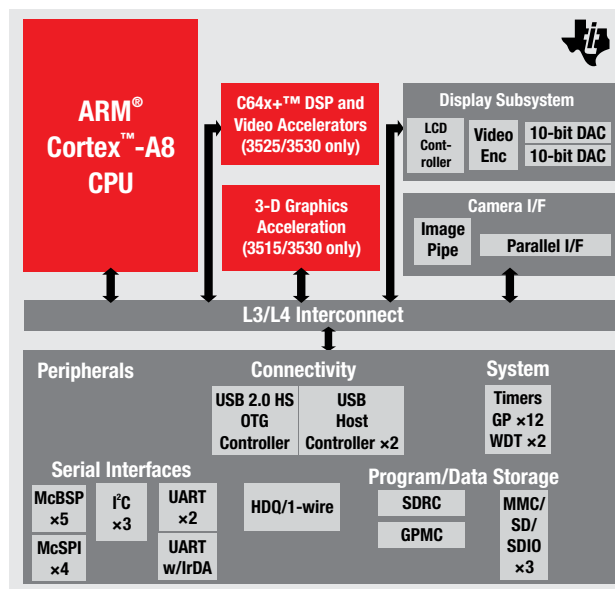 ARM®
Cortex™-A8
CPU
C64x+™ DSP and
Video Accelerators
(3525/3530 only)
3-D Graphics
Acceleration
(3515/3530 only)
Display Subsystem
LCD
Cont-
roller
Video
Enc
10-bit DAC
10-bit DAC
Camera I/F
Image
Pipe
Parallel I/F
L3/L4 Interconnect
Peripherals
Connectivity
USB 2.0 HS
OTG
Controller
USB
Host
Controller ×2
System
Timers
GP ×12
WDT ×2
Serial Interfaces
McBSP
×5
McSPI
×4
I²C
×3
UART
×2
UART
w/IrDA
HDQ/1-wire
Program/Data Storage
SDRC
GPMC
MMC/
SD/
SDIO
×3